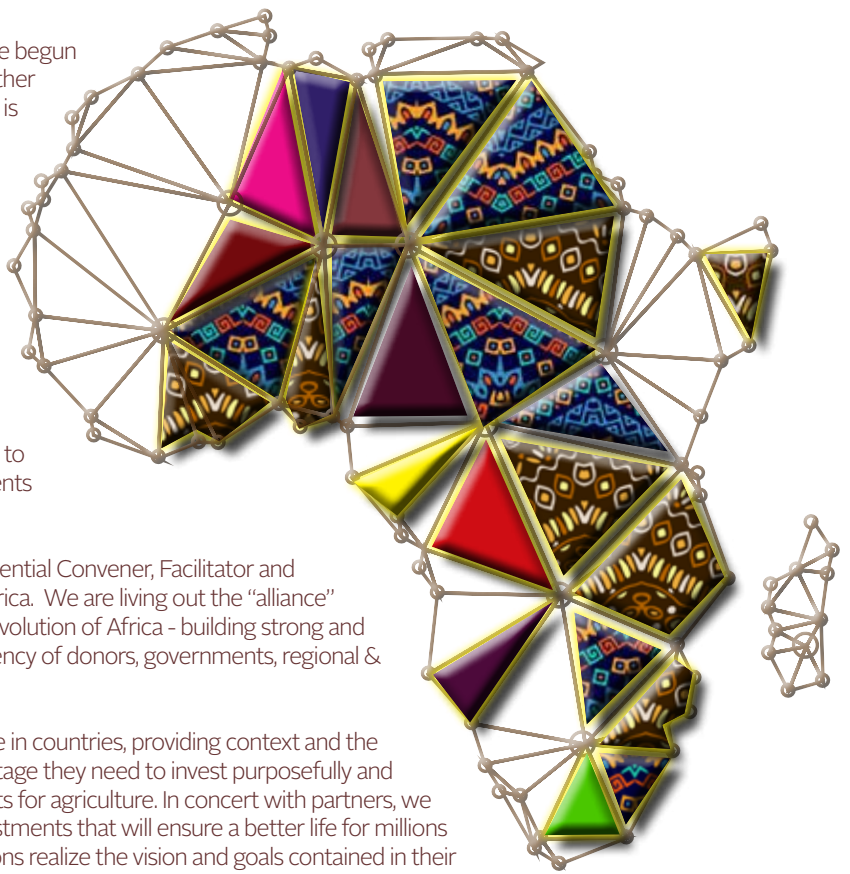 e begun
ther
is
to
ents
ential Convener, Facilitator and
rica. We are living out the “alliance”
evolution of Africa - building strong and
ency of donors, governments, regional &
e in countries, providing context and the
tage they need to invest purposefully and
ts for agriculture. In concert with partners, we
stments that will ensure a better life for millions
ons realize the vision and goals contained in their